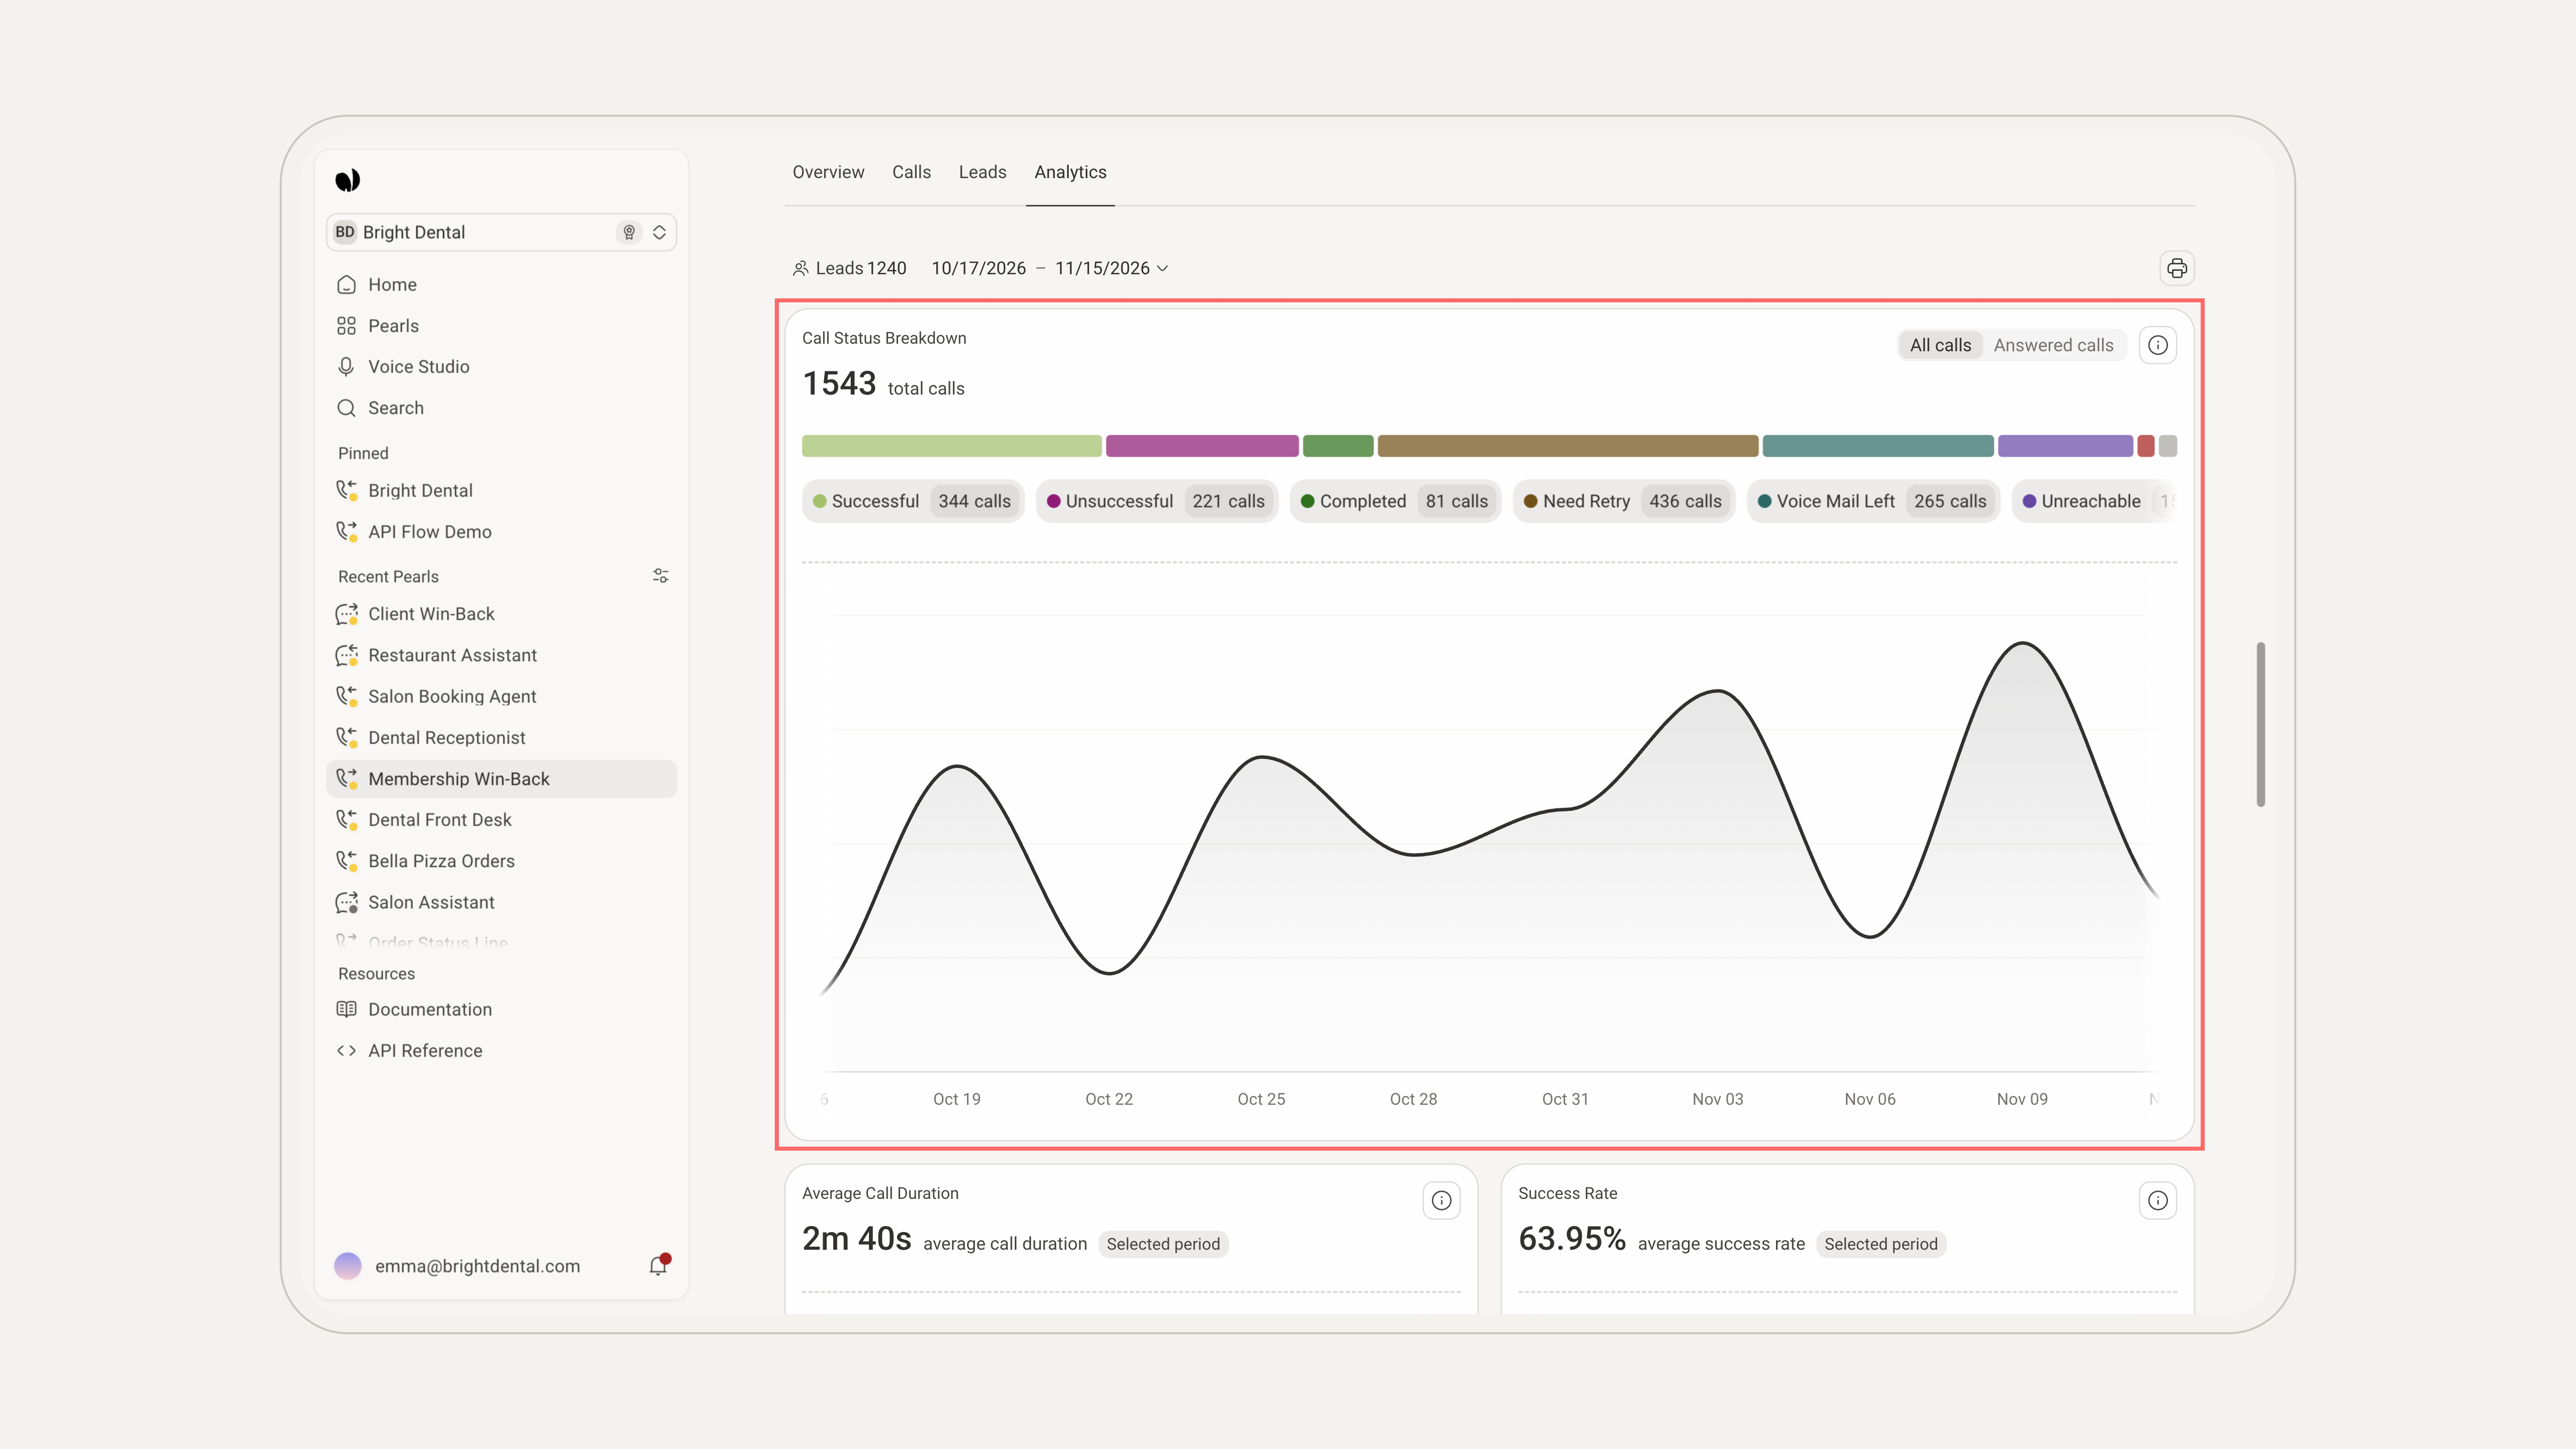 BD Bright Dental
Home
Pearls
Voice Studio
Search
Pinned
Bright Dental
API Flow Demo
Recent Pearls
Client Win-Back
Restaurant Assistant
Salon Booking Agent
Dental Receptionist
Membership Win-Back
Dental Front Desk
Bella Pizza Orders
Salon Assistant
Order Status Line
Resources
Documentation
API Reference
emma@brightdental.com
Overview Calls Leads Analytics
Leads 1240 10/17/2026 – 11/15/2026
Call Status Breakdown
All calls Answered calls
1543 total calls
Successful 344 calls Unsuccessful 221 calls Completed 81 calls Need Retry 436 calls Voice Mail Left 265 calls Unreachable
6 Oct 19 Oct 22 Oct 25 Oct 28 Oct 31 Nov 03 Nov 06 Nov 09 N
Average Call Duration
2m 40s average call duration Selected period
Success Rate
63.95% average success rate Selected period